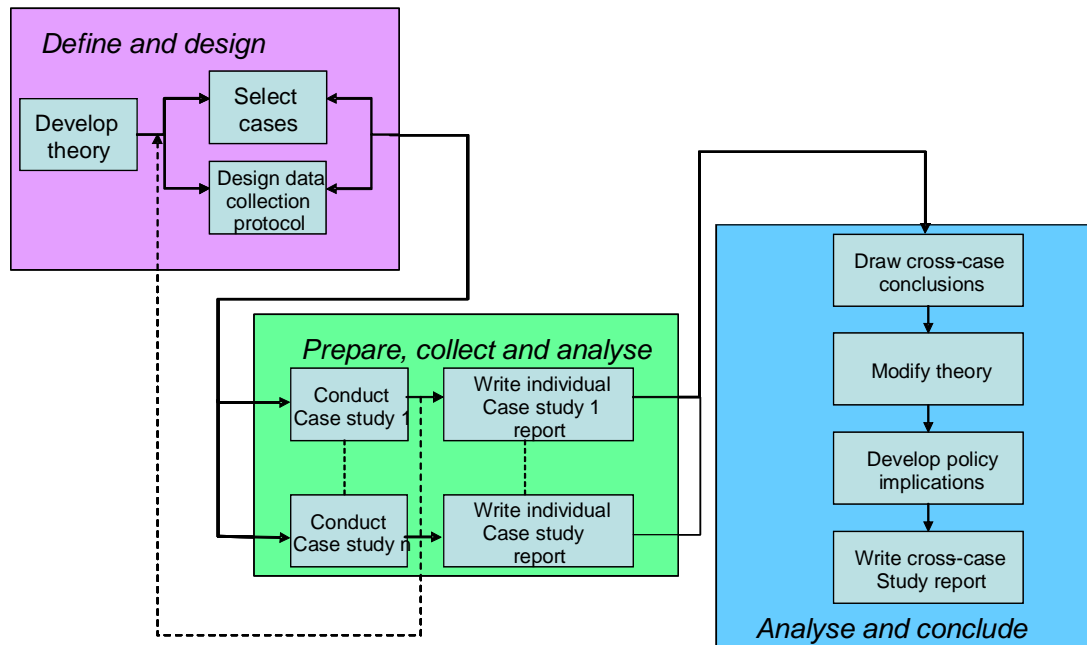 Define and design
Develop
theory
Select
cases
Design data
collection
protocol
Prepare, collect and analyse
Conduct
Case study 1
Write individual
Case study 1
report
Conduct
Case study n
Write individual
Case study
report
Draw cross-case
conclusions
Modify theory
Develop policy
implications
Write cross-case
Study report
Analyse and conclude